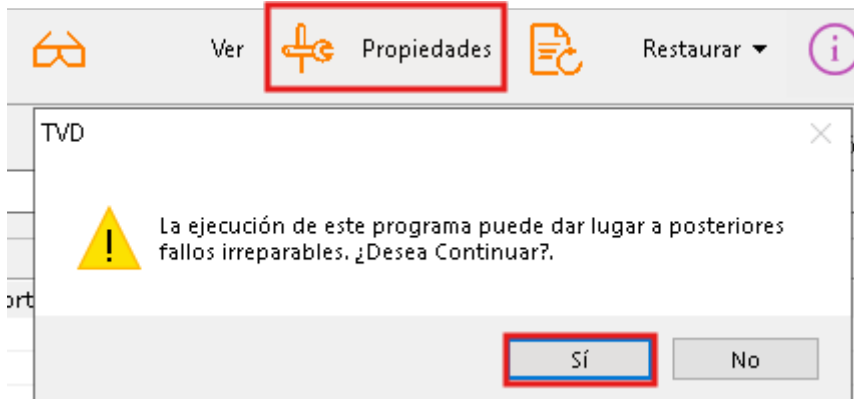 Ver Propiedades Restaurar
TVD
La ejecución de este programa puede dar lugar a posteriores
fallos irreparables. ¿Desea Continuar?.
ort
Sí No